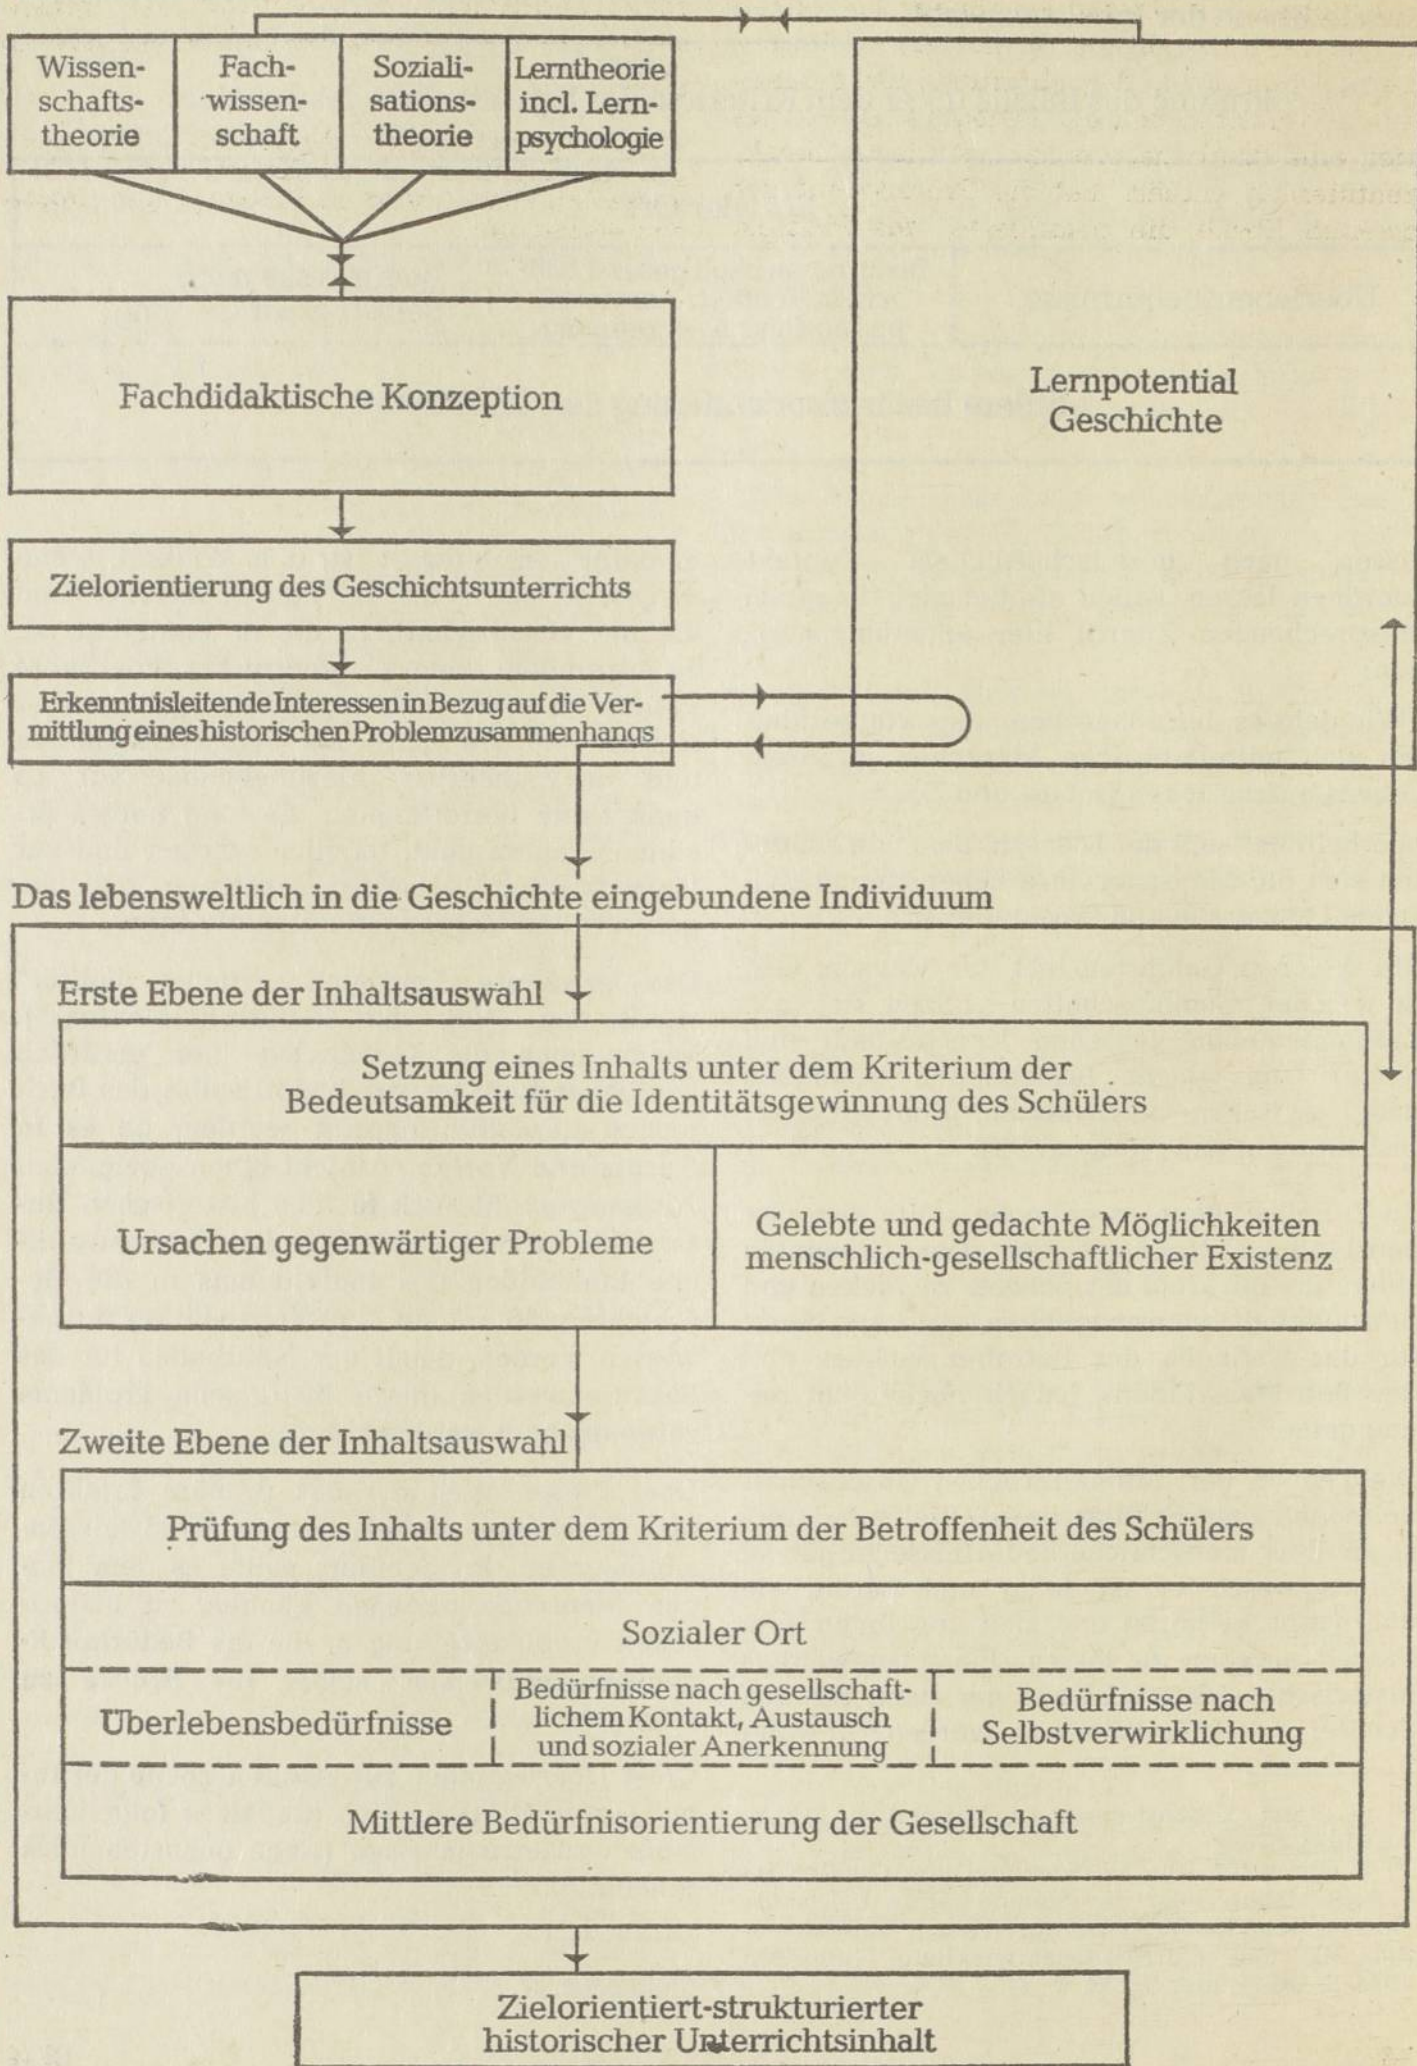 Wissen-
schafts-
theorie
Fach-
wissen-
schaft
Soziali-
sations-
theorie
Lerntheorie
incl. Lern-
psychologie
Fachdidaktische Konzeption
Lernpotential
Geschichte
Zielorientierung des Geschichtsunterrichts
Erkenntnisleitende Interessen in Bezug auf die Ver-
mittlung eines historischen Problemzusammenhangs
Das lebensweltlich in die Geschichte eingebundene Individuum
Erste Ebene der Inhaltsauswahl
Setzung eines Inhalts unter dem Kriterium der
Bedeutsamkeit für die Identitätsgewinnung des Schülers
Ursachen gegenwärtiger Probleme
Gelebte und gedachte Möglichkeiten
menschlich-gesellschaftlicher Existenz
Zweite Ebene der Inhaltsauswahl
Prüfung des Inhalts unter dem Kriterium der Betroffenheit des Schülers
Sozialer Ort
Überlebensbedürfnisse
Bedürfnisse nach gesellschaft-
lichem Kontakt, Austausch
und sozialer Anerkennung
Bedürfnisse nach
Selbstverwirklichung
Mittlere Bedürfnisorientierung der Gesellschaft
Zielorientiert-strukturierter
historischer Unterrichtsinhalt